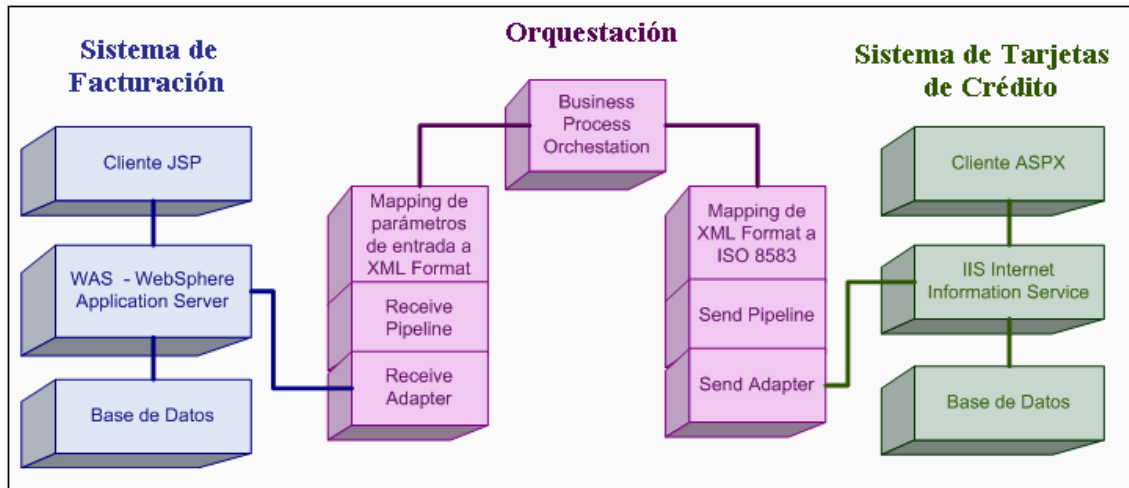 Sistema de
Facturación
Cliente JSP
WAS - WebSphere
Application Server
Base de Datos
Orquestación
Business
Process
Orchestation
Mapping de
parámetros
de entrada a
XML Format
Receive
Pipeline
Receive
Adapter
Mapping de
XML Format a
ISO 8583
Send Pipeline
Send Adapter
Sistema de Tarjetas
de Crédito
Cliente ASPX
IIS Internet
Information Service
Base de Datos